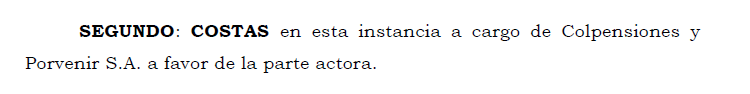 SEGUNDO: COSTAS en esta instancia a cargo de Colpensiones y
Porvenir S.A. a favor de la parte actora.